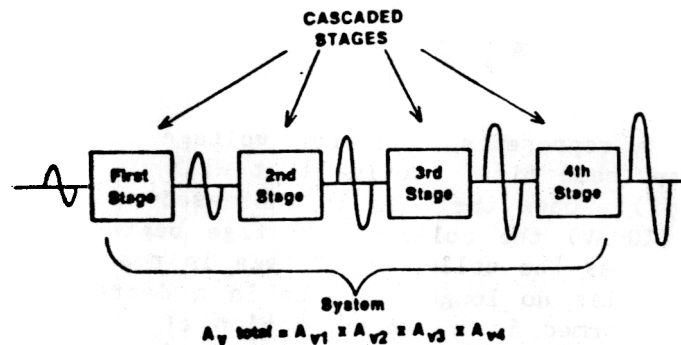 CASCADED
STAGES
First
Stage
2nd
Stage
3rd
Stage
4th
Stage
System
Av total = Av1 x Av2 x Av3 x Av4